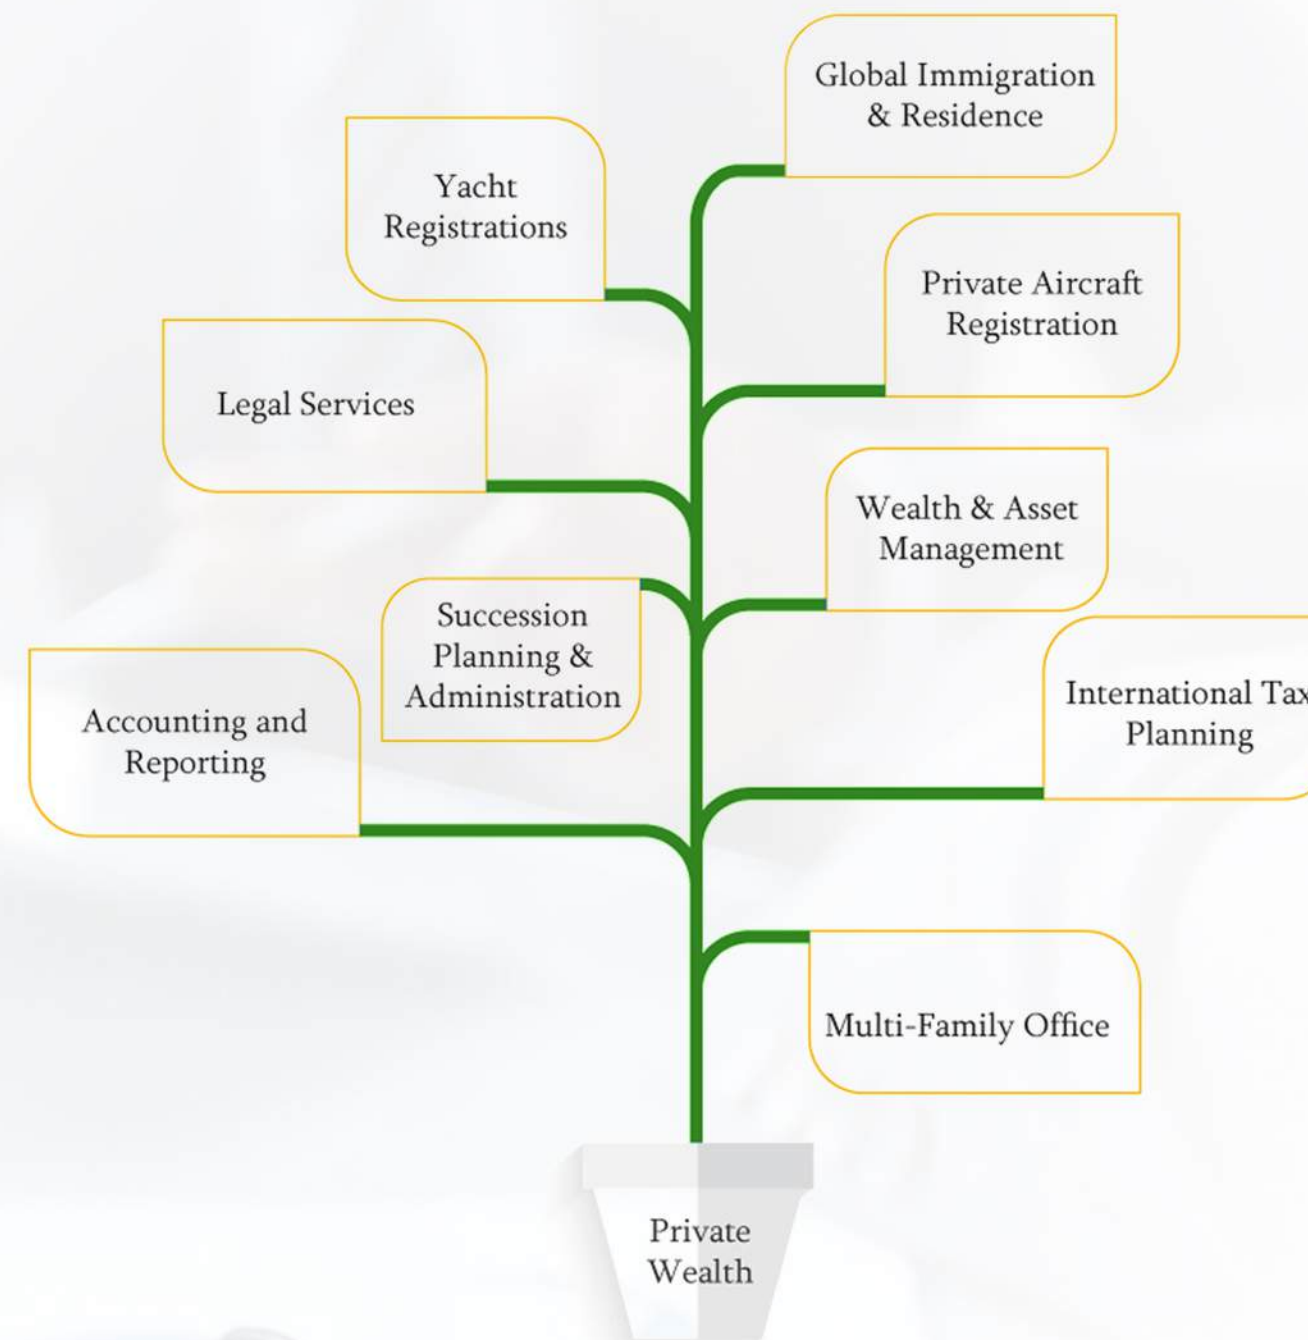 Global Immigration
& Residence
Yacht
Registrations
Private Aircraft
Registration
Legal Services
Wealth & Asset
Management
Succession
Planning &
Administration
International Tax
Planning
Accounting and
Reporting
Multi-Family Office
Private
Wealth